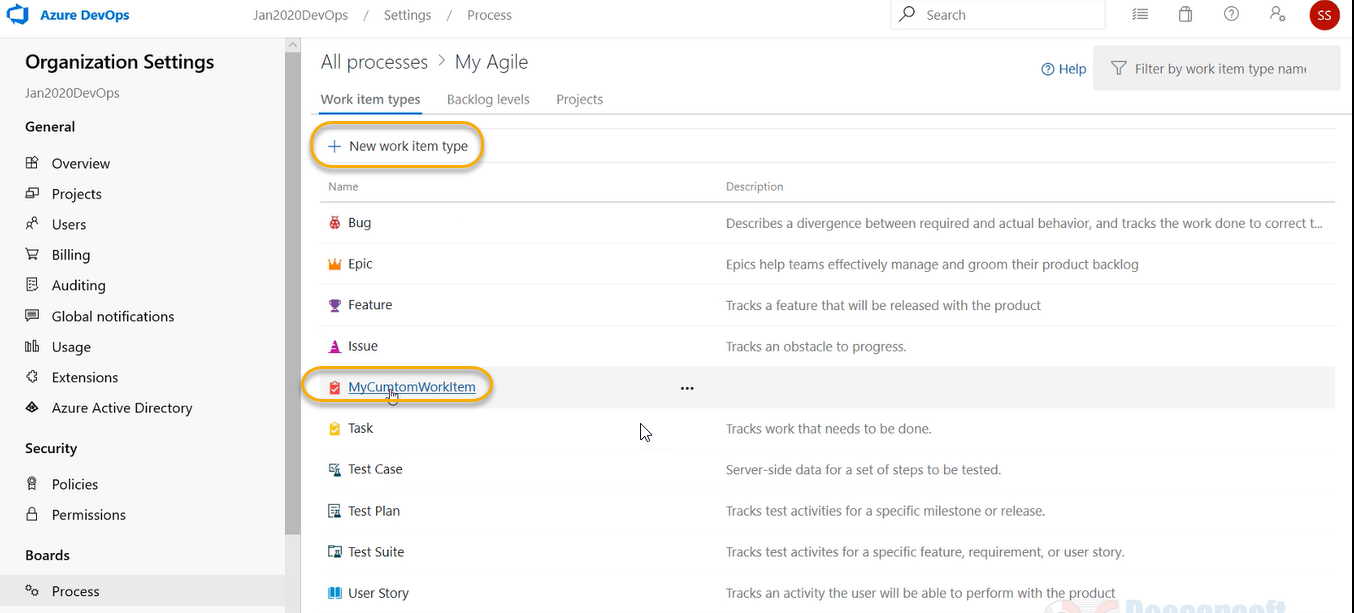 Azure DevOps
Jan2020DevOps / Settings / Process
Search
SS
Organization Settings
Jan2020DevOps
General
Overview
Projects
Users
Billing
Auditing
Global notifications
Usage
Extensions
Azure Active Directory
Security
Policies
Permissions
Boards
Process
All processes > My Agile
Help
Filter by work item type name
Work item types Backlog levels Projects
+ New work item type
Name Description
Bug Describes a divergence between required and actual behavior, and tracks the work done to correct t...
Epic Epics help teams effectively manage and groom their product backlog
Feature Tracks a feature that will be released with the product
Issue Tracks an obstacle to progress.
MyCumtomWorkItem ...
Task Tracks work that needs to be done.
Test Case Server-side data for a set of steps to be tested.
Test Plan Tracks test activities for a specific milestone or release.
Test Suite Tracks test activites for a specific feature, requirement, or user story.
User Story Tracks an activity the user will be able to perform with the product